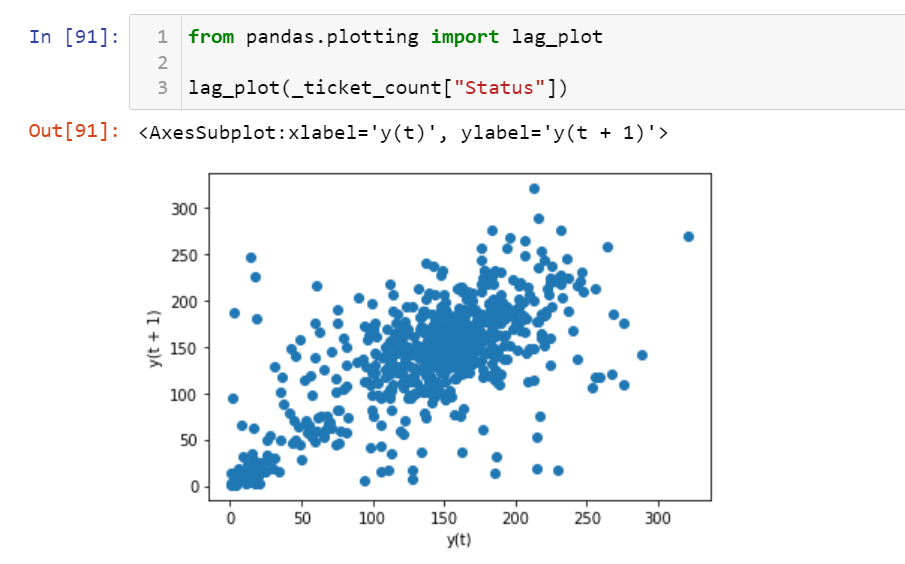 In [91]:
1 from pandas.plotting import lag_plot
2
3 lag_plot(_ticket_count["Status"])
Out[91]: <AxesSubplot:xlabel='y(t)', ylabel='y(t + 1)'>
300
250
200
150
100
50
0
y(t + 1)
0 50 100 150 200 250 300
y(t)